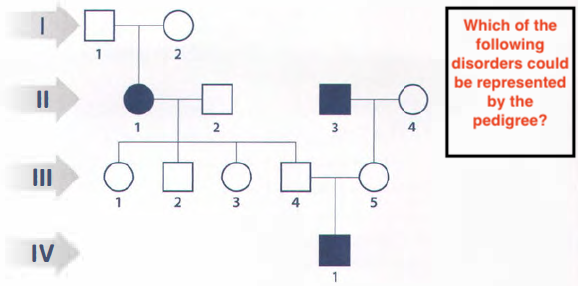 I
1 2
II
1 2 3 4
III
1 2 3 4 5
IV
1
Which of the
following
disorders could
be represented
by the
pedigree?